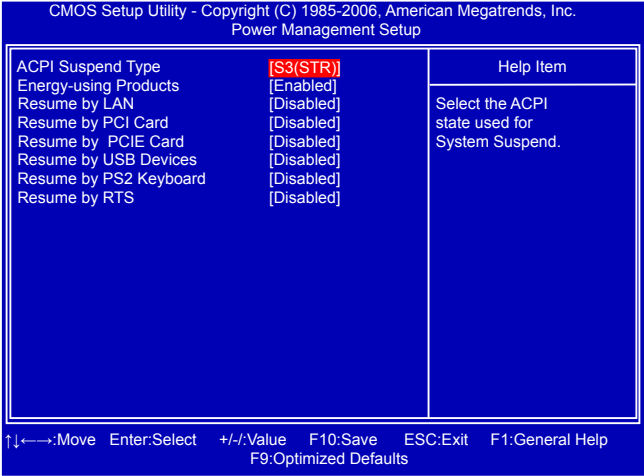 CMOS Setup Utility - Copyright (C) 1985-2006, American Megatrends, Inc.
Power Management Setup
ACPI Suspend Type [S3(STR)]
Energy-using Products [Enabled]
Resume by LAN [Disabled]
Resume by PCI Card [Disabled]
Resume by PCIE Card [Disabled]
Resume by USB Devices [Disabled]
Resume by PS2 Keyboard [Disabled]
Resume by RTS [Disabled]
Help Item
Select the ACPI
state used for
System Suspend.
↑↓←→:Move Enter:Select +/-/:Value F10:Save ESC:Exit F1:General Help
F9:Optimized Defaults